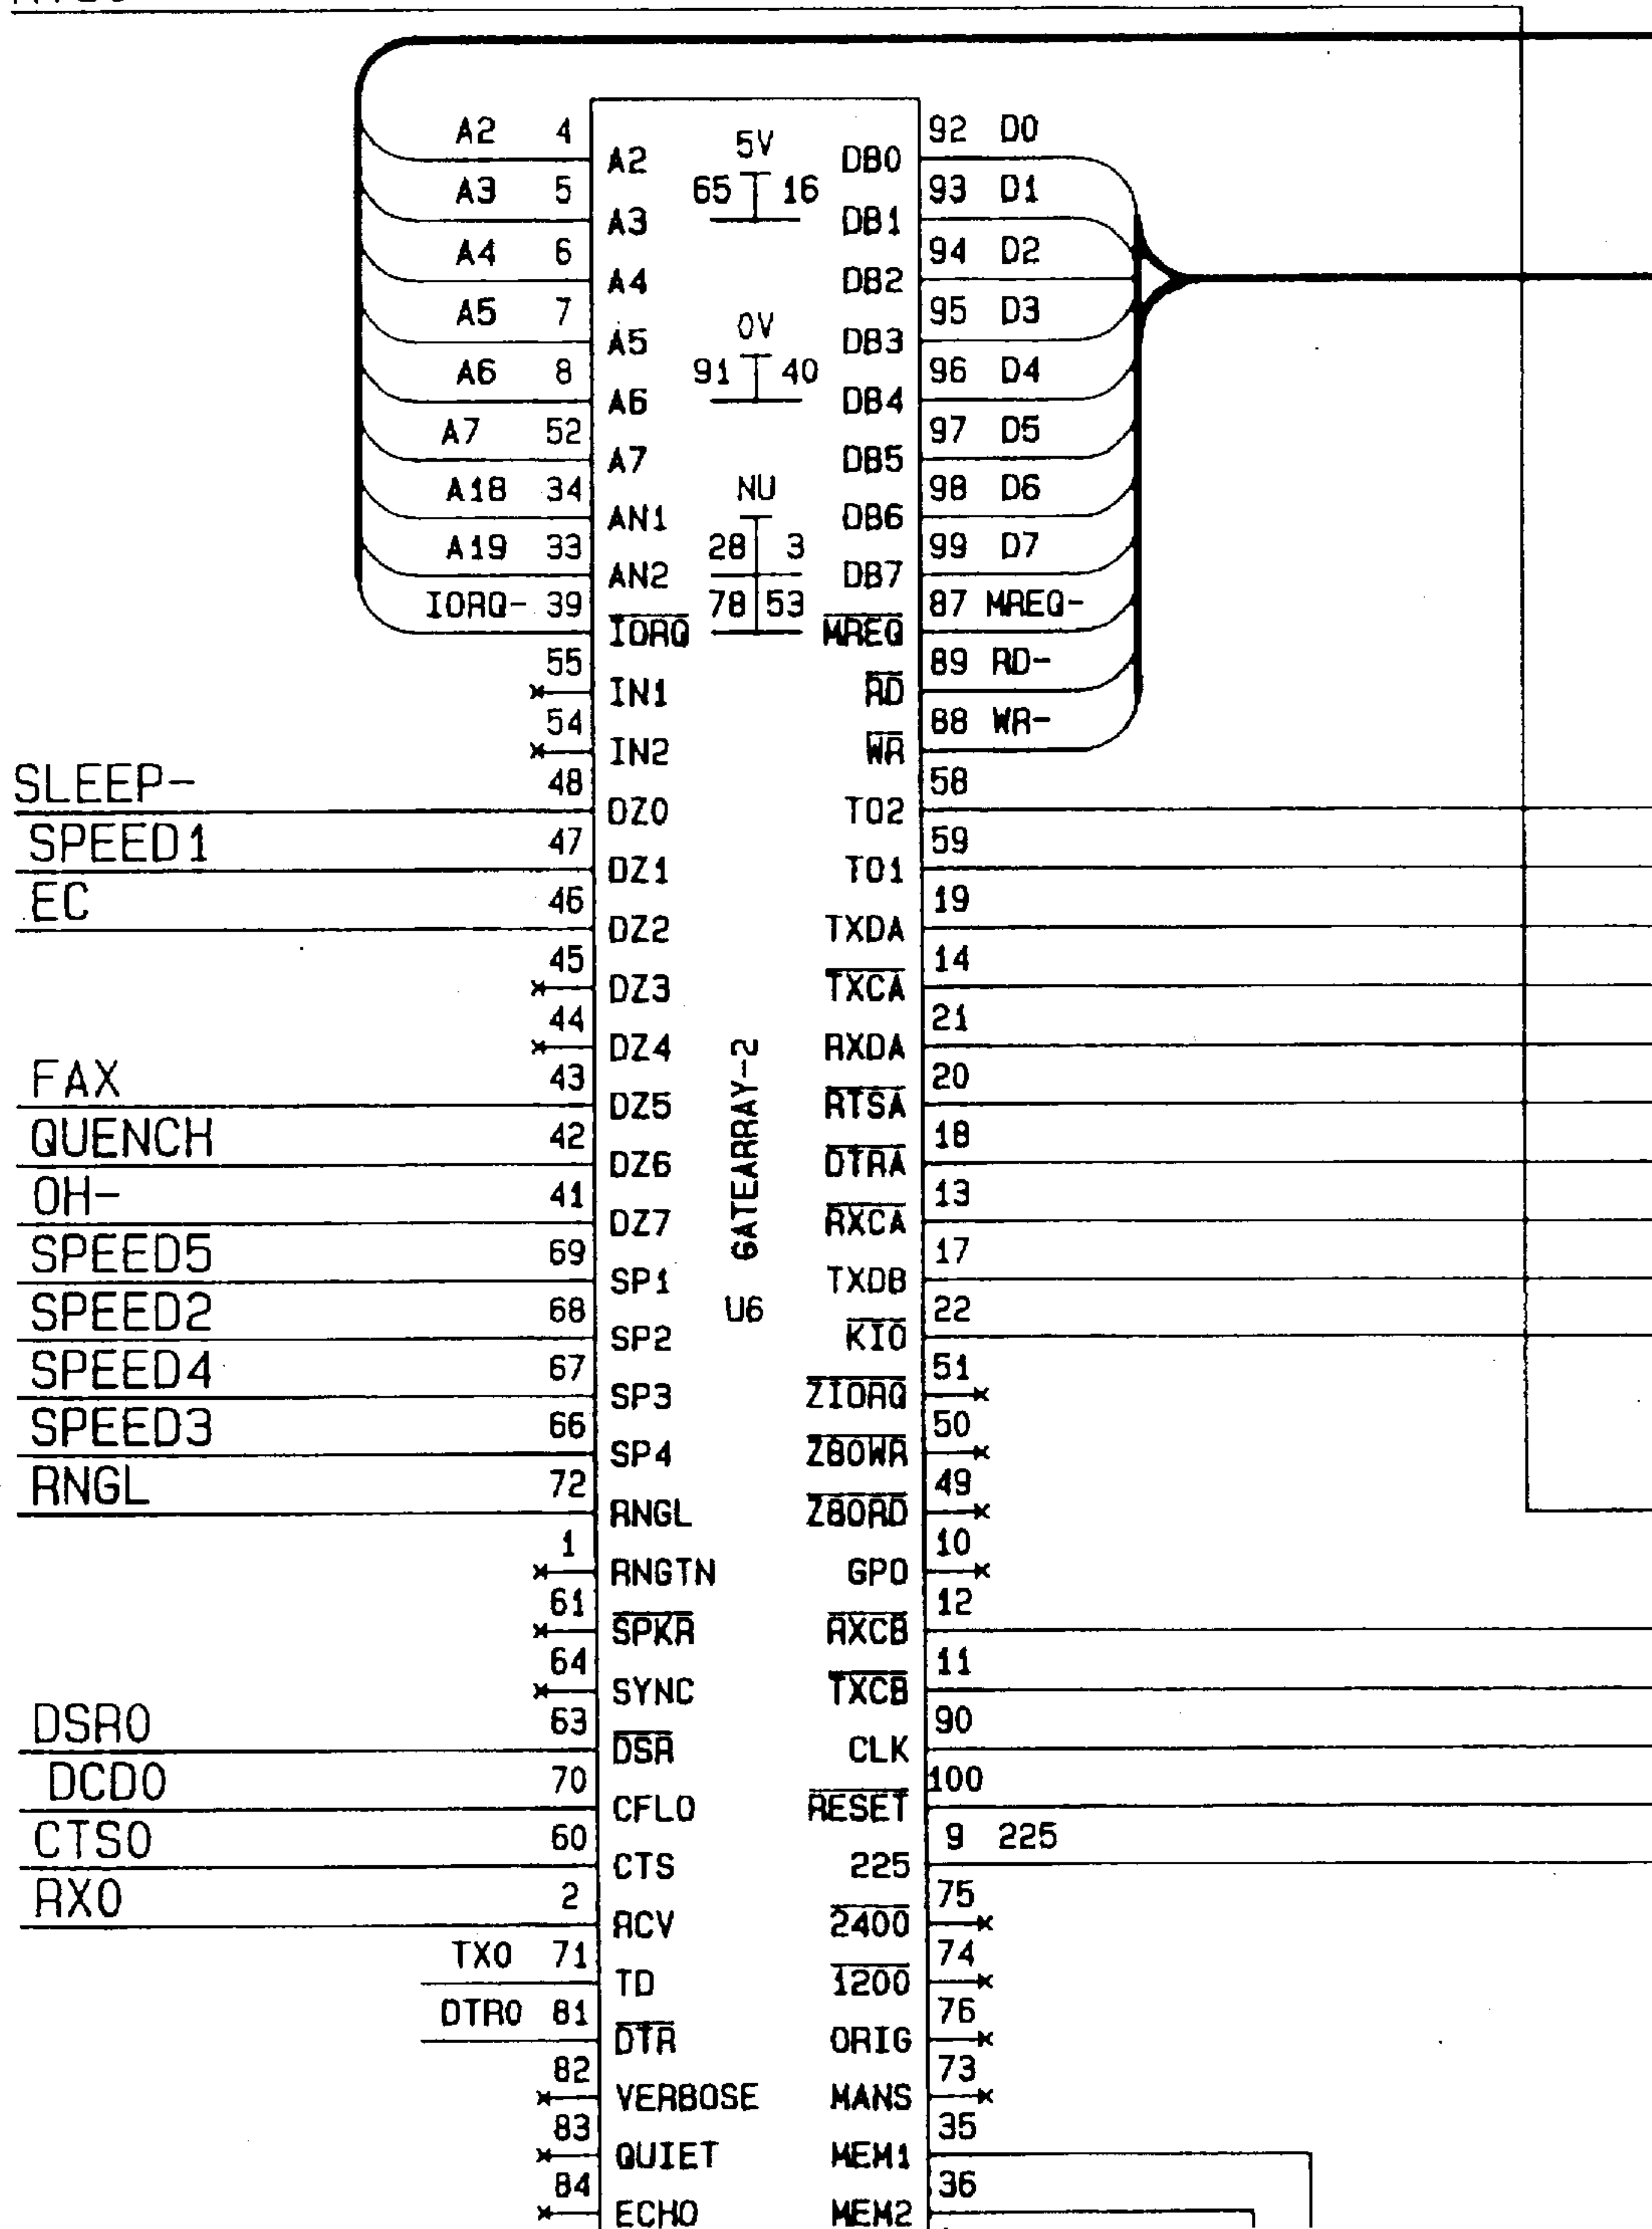 A2 4 A2 5V DB0 92 D0
A3 5 A3 65 16 DB1 93 D1
A4 6 A4 DB2 94 D2
A5 7 A5 0V DB3 95 D3
A6 8 A6 91 40 DB4 96 D4
A7 52 A7 DB5 97 D5
A18 34 AN1 NU DB6 98 D6
A19 33 AN2 28 3 DB7 99 D7
IORQ- 39 IORQ 78 53 MREQ 87 MREQ-
55 IN1 RD 89 RD-
54 IN2 WR 88 WR-
SLEEP- 48 DZ0 TO2 58
SPEED1 47 DZ1 TO1 59
EC 46 DZ2 TXDA 19
45 DZ3 TXCA 14
44 DZ4 RXDA 21
FAX 43 DZ5 RTSA 20
QUENCH 42 DZ6 DTRA 18
OH- 41 DZ7 RXCA 13
GATEARRAY-2
SPEED5 69 SP1 TXDB 17
U6
SPEED2 68 SP2 KIO 22
SPEED4 67 SP3 ZIORQ 51
SPEED3 66 SP4 Z80WR 50
RNGL 72 RNGL Z80RD 49
1 RNGTN GPO 10
61 SPKR RXCB 12
64 SYNC TXCB 11
DSR0 63 DSR CLK 90
DCD0 70 CFLO RESET 100
CTS0 60 CTS 225 9 225
RX0 2 RCV 2400 75
TX0 71 TD 1200 74
DTR0 81 DTR ORIG 76
82 VERBOSE MANS 73
83 QUIET MEM1 35
84 ECHO MEM2 36